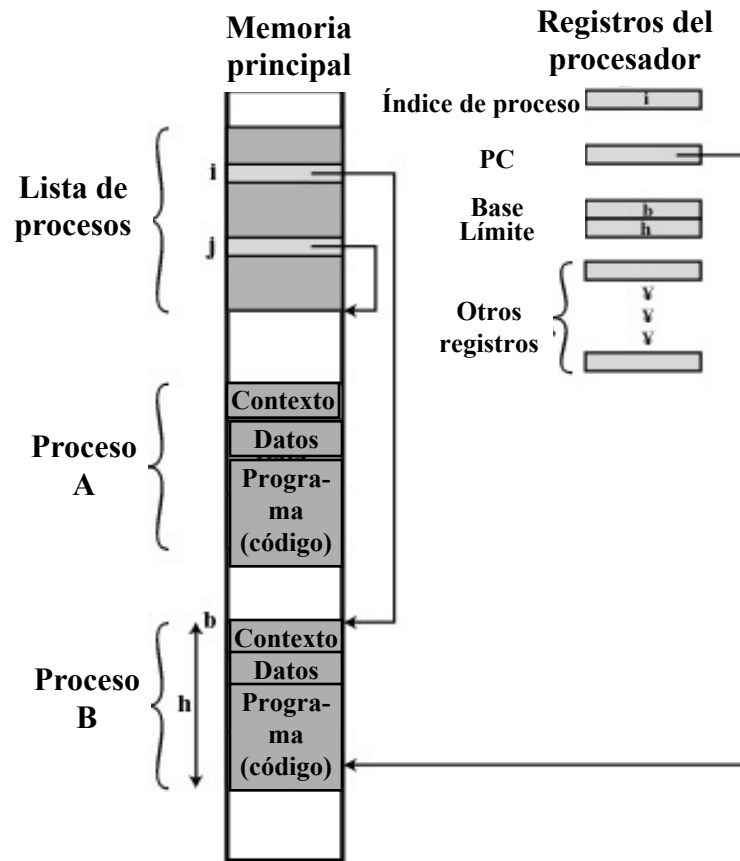 Memoria
principal
Registros del
procesador
Índice de proceso
i
PC
Base
b
Límite
h
Otros
registros
¥
¥
¥
Lista de
procesos
i
j
Proceso
A
Contexto
Datos
Progra-
ma
(código)
Proceso
B
b
h
Contexto
Datos
Progra-
ma
(código)